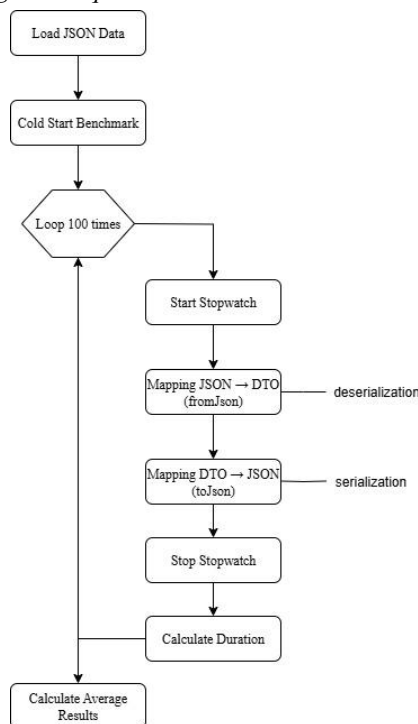 Load JSON Data
Cold Start Benchmark
Loop 100 times
Start Stopwatch
Mapping JSON → DTO
(fromJson)
deserialization
Mapping DTO → JSON
(toJson)
serialization
Stop Stopwatch
Calculate Duration
Calculate Average
Results